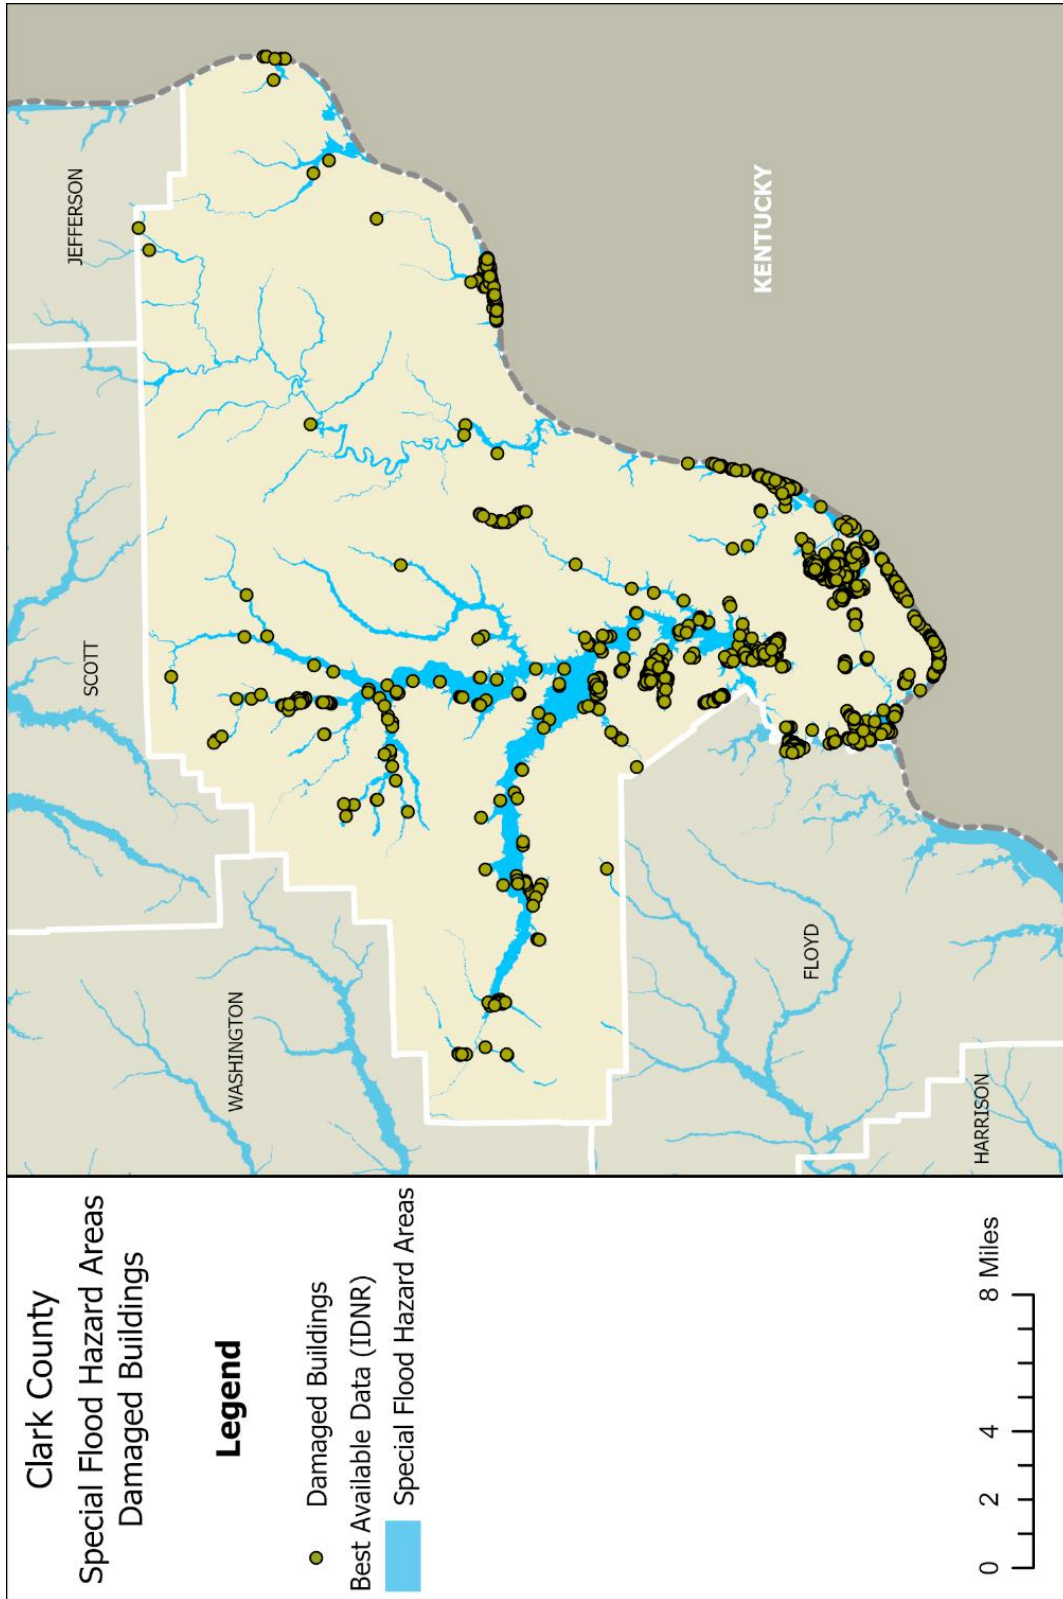 Clark County
Special Flood Hazard Areas
Damaged Buildings
Legend
Damaged Buildings
Best Available Data (IDNR)
Special Flood Hazard Areas
0 2 4 8 Miles
WASHINGTON
SCOTT
JEFFERSON
HARRISON
FLOYD
KENTUCKY